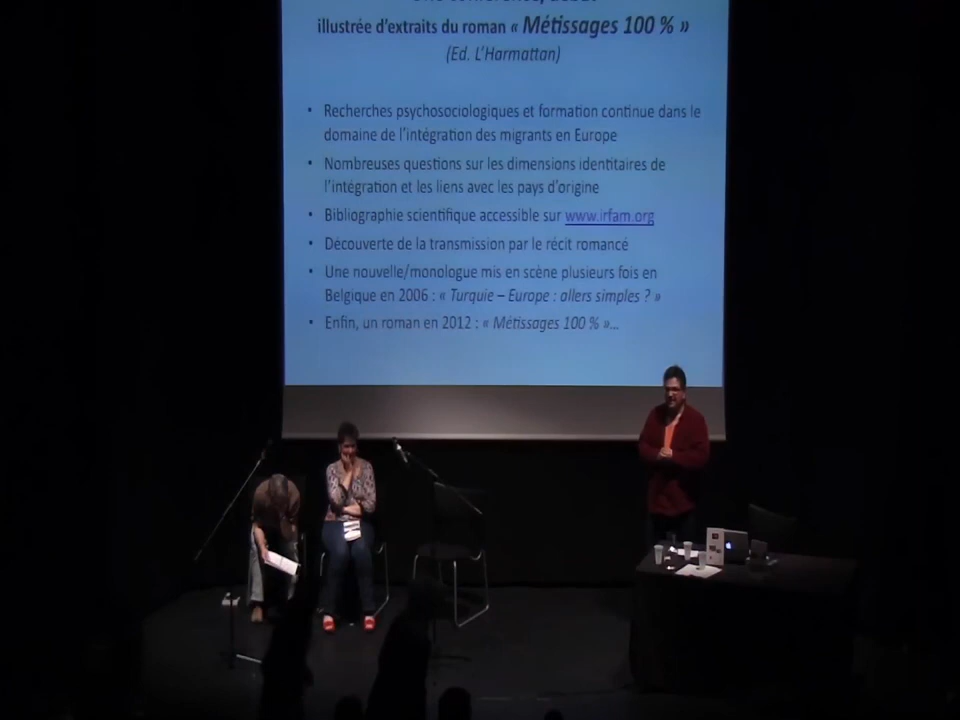 illustrée d'extraits du roman « Métissages 100 % »
(Ed. L'Harmattan)
• Recherches psychosociologiques et formation continue dans le
domaine de l'intégration des migrants en Europe
• Nombreuses questions sur les dimensions identitaires de
l'intégration et les liens avec les pays d'origine
• Bibliographie scientifique accessible sur www.irfam.org
• Découverte de la transmission par le récit romancé
• Une nouvelle/monologue mis en scène plusieurs fois en
Belgique en 2006 : « Turquie – Europe : allers simples ? »
• Enfin, un roman en 2012 : « Métissages 100 % »...